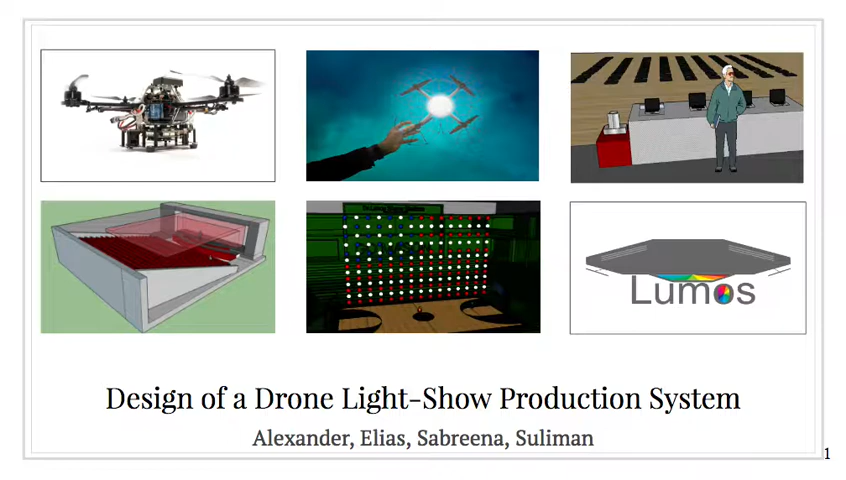 Lumos
Design of a Drone Light-Show Production System
Alexander, Elias, Sabreena, Suliman
1